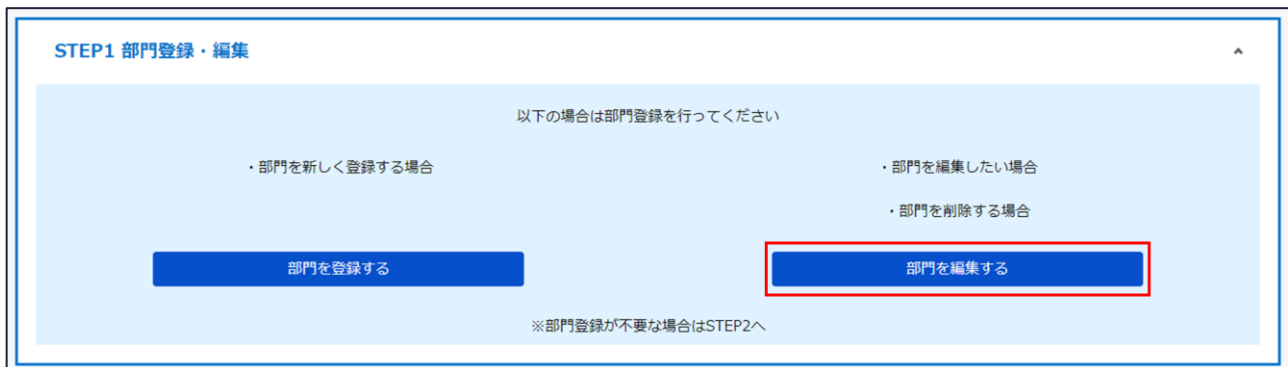 STEP1 部門登録・編集
以下の場合は部門登録を行ってください
・部門を新しく登録する場合
・部門を編集したい場合
・部門を削除する場合
部門を登録する
部門を編集する
※部門登録が不要な場合はSTEP2へ